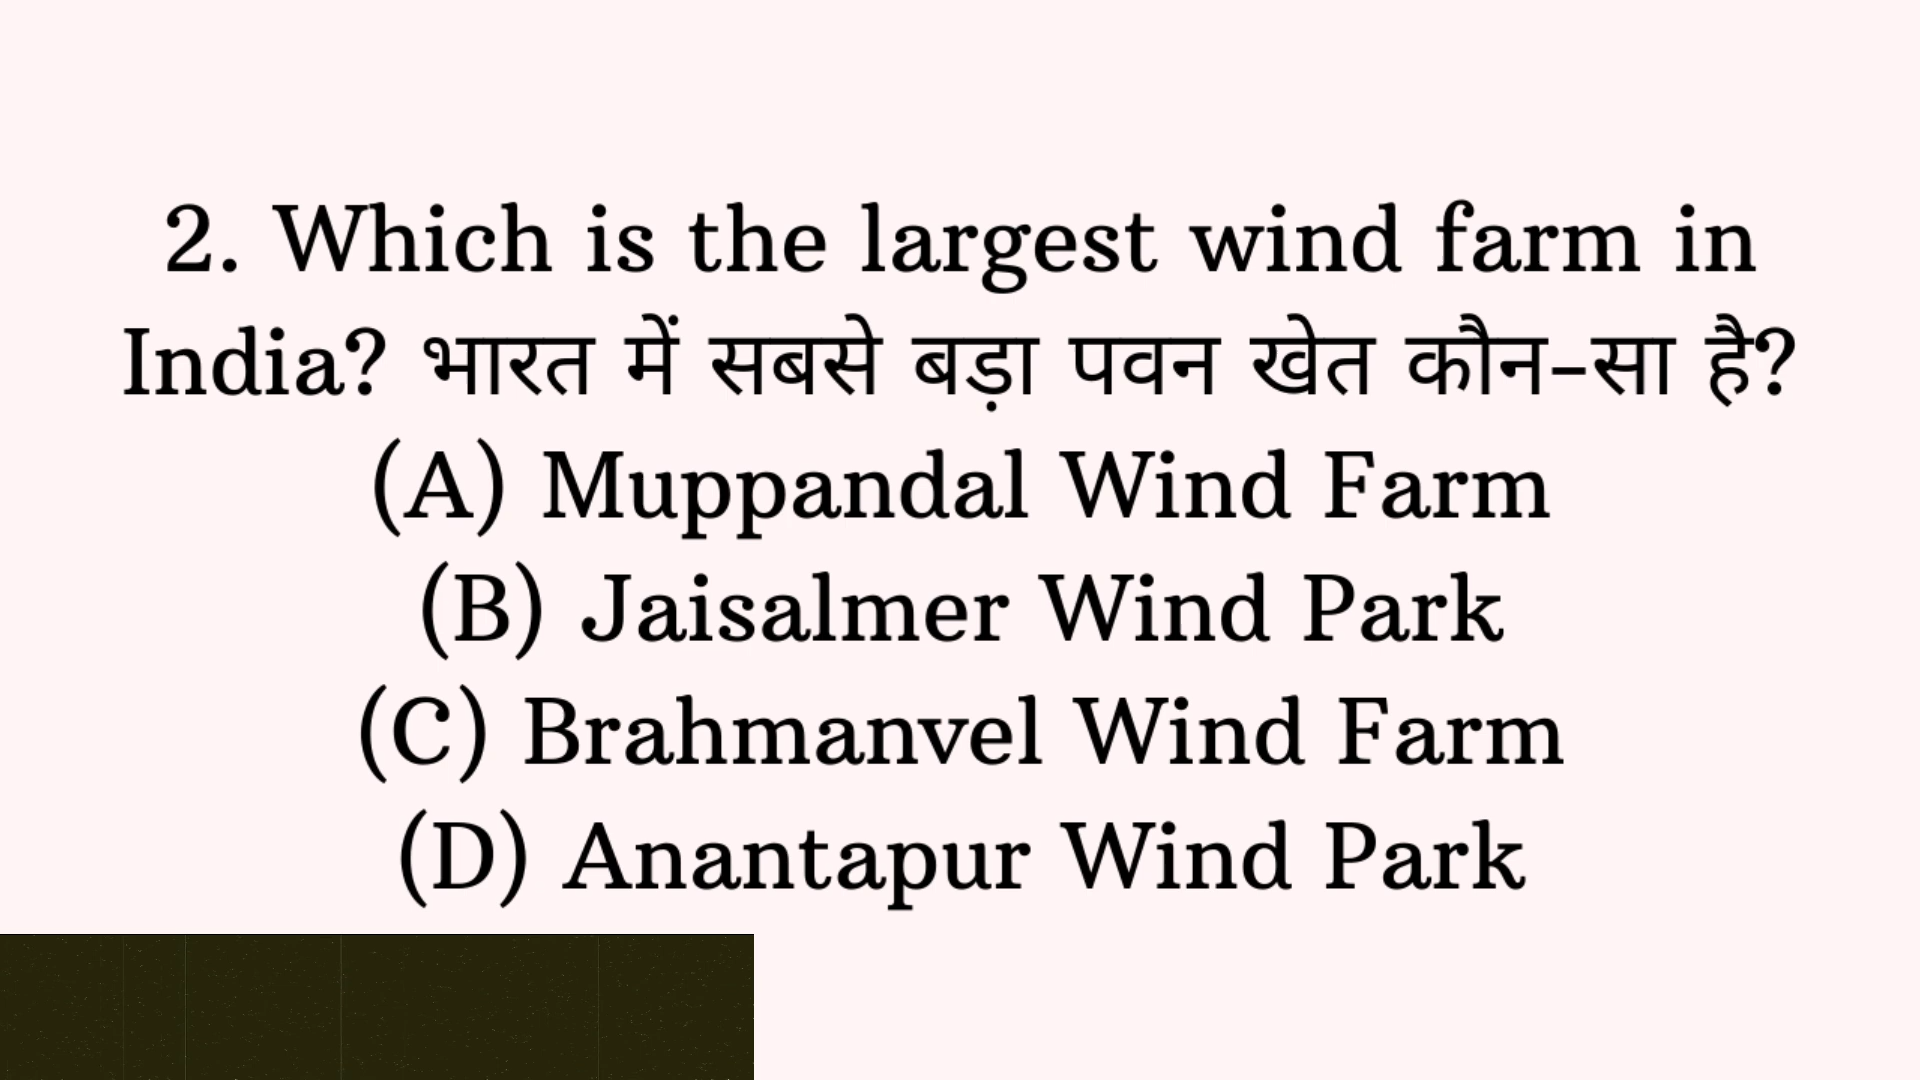 2. Which is the largest wind farm in
India? भारत में सबसे बड़ा पवन खेत कौन-सा है?
(A) Muppandal Wind Farm
(B) Jaisalmer Wind Park
(C) Brahmanvel Wind Farm
(D) Anantapur Wind Park